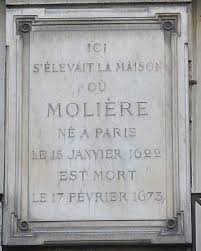 ICI
S'ÉLEVAIT LA MAISON
OÙ
MOLIÈRE
NÉ À PARIS
LE 15 JANVIER 1622
EST MORT
LE 17 FÉVRIER 1673